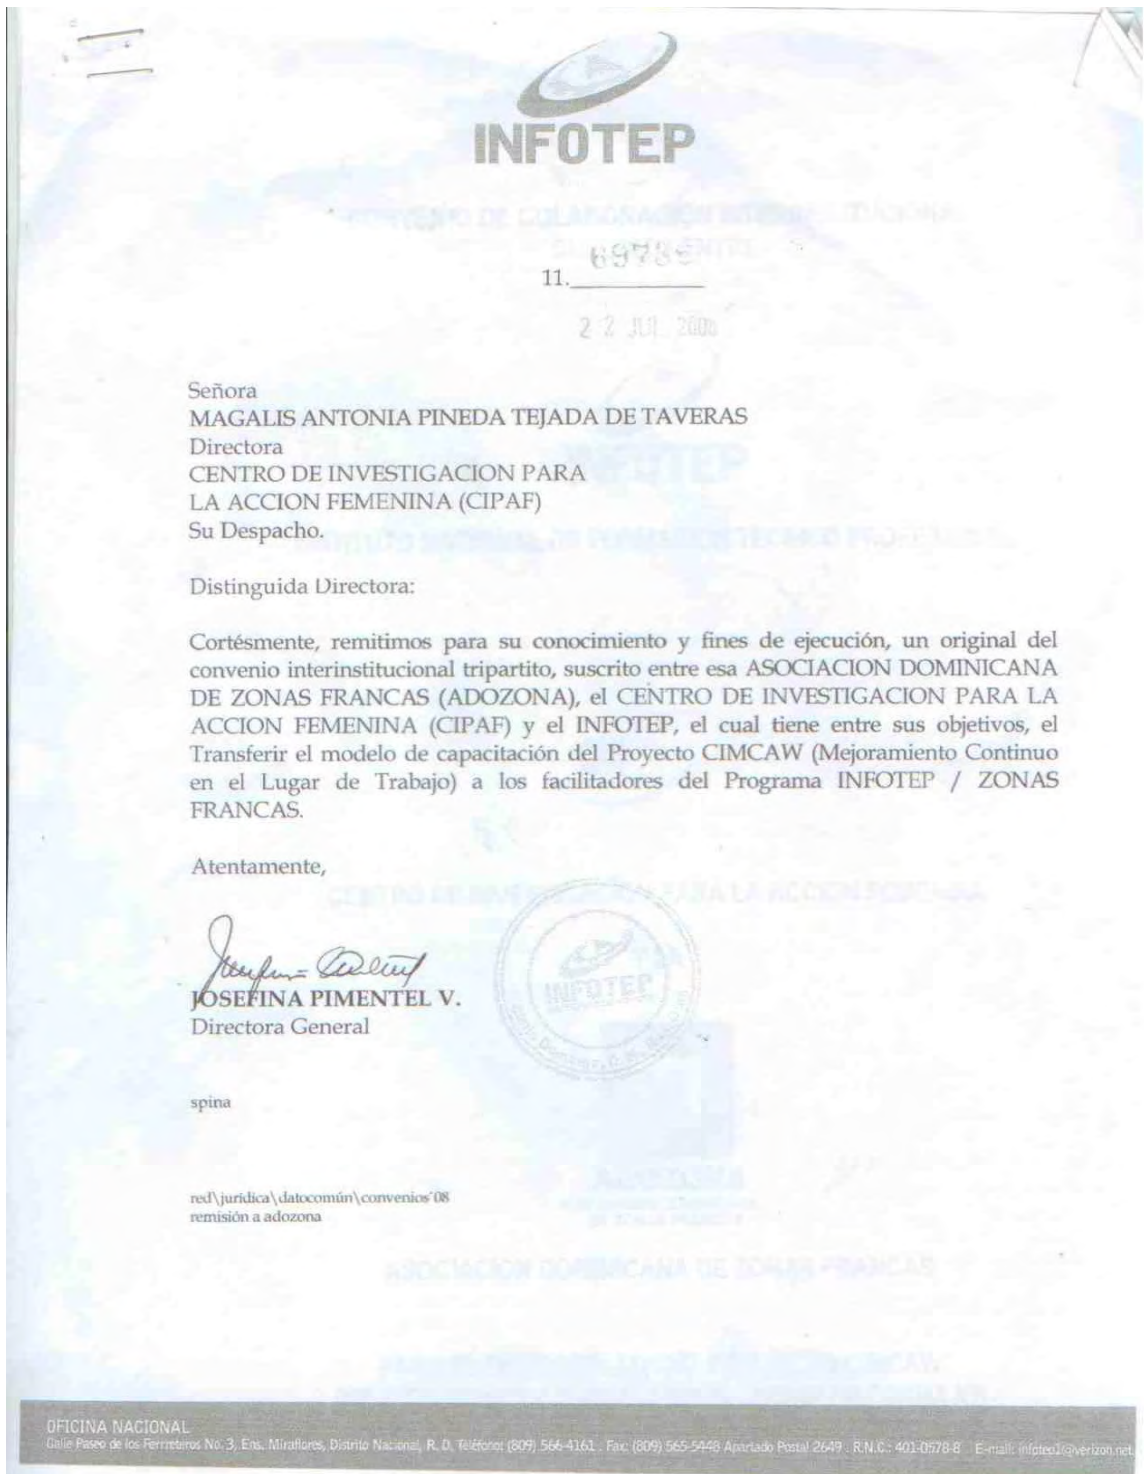 INFOTEP
11.
22 JUL
Señora
MAGALIS ANTONIA PINEDA TEJADA DE TAVERAS
Directora
CENTRO DE INVESTIGACION PARA
LA ACCION FEMENINA (CIPAF)
Su Despacho.
Distinguida Directora:
Cortésmente, remitimos para su conocimiento y fines de ejecución, un original del
convenio interinstitucional tripartito, suscrito entre esa ASOCIACION DOMINICANA
DE ZONAS FRANCAS (ADOZONA), el CENTRO DE INVESTIGACION PARA LA
ACCION FEMENINA (CIPAF) y el INFOTEP, el cual tiene entre sus objetivos, el
Transferir el modelo de capacitación del Proyecto CIMCAW (Mejoramiento Continuo
en el Lugar de Trabajo) a los facilitadores del Programa INFOTEP / ZONAS
FRANCAS.
Atentamente,
INFOTEP
JOSEFINA PIMENTEL V.
Directora General
spina
red\jurídica\datocomún\convenios'08
remisión a adozona
ASOCIACION DOMINICANA DE ZONAS FRANCAS
OFICINA NACIONAL
Calle Paseo de los Ferreteros No. 3, Ens. Miraflores, Distrito Nacional, R. D. Teléfono: (809) 566-4161 . Fax: (809) 565-5448 Apartado Postal 2649 . R.N.C.: 401-0578-8 E-mail: